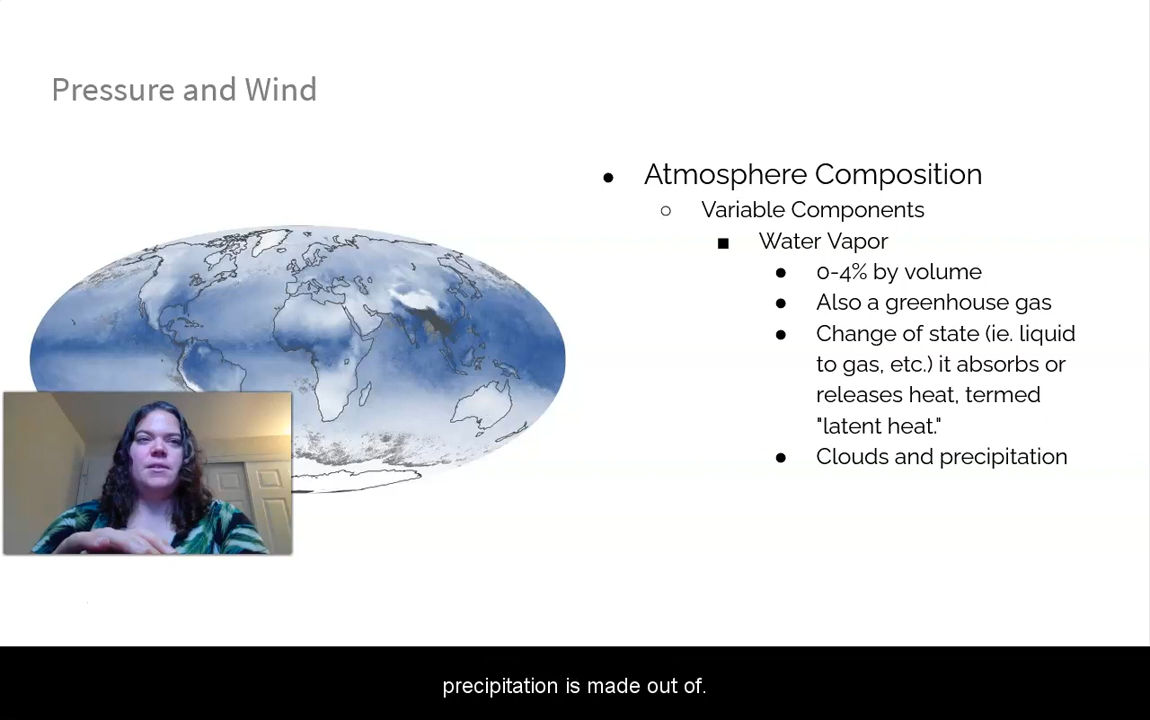 Pressure and Wind
● Atmosphere Composition
○ Variable Components
■ Water Vapor
● 0-4% by volume
● Also a greenhouse gas
● Change of state (ie. liquid
to gas, etc.) it absorbs or
releases heat, termed
"latent heat."
● Clouds and precipitation
precipitation is made out of.